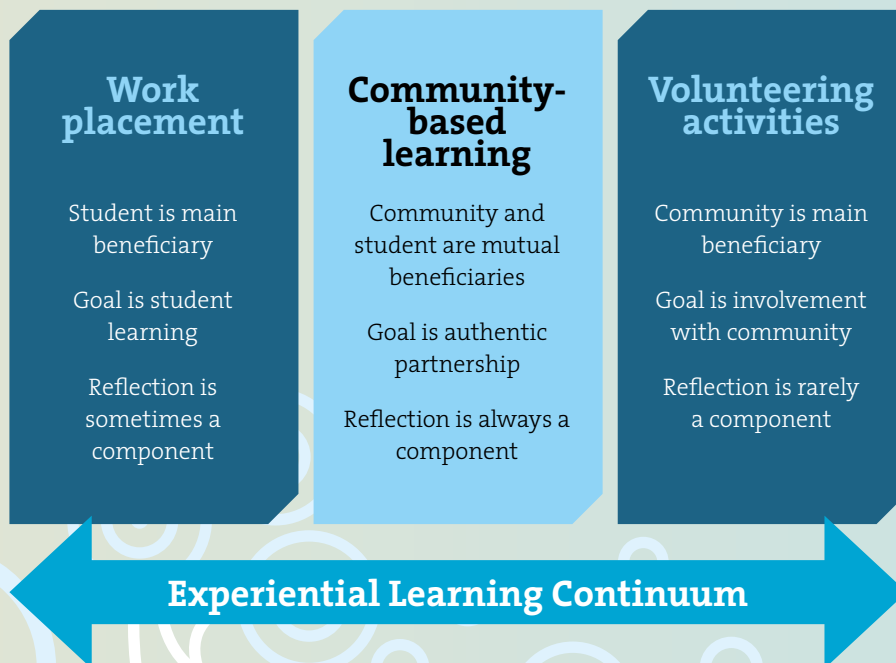 Work
placement
Student is main
beneficiary
Goal is student
learning
Reflection is
sometimes a
component
Community-
based
learning
Community and
student are mutual
beneficiaries
Goal is authentic
partnership
Reflection is always a
component
Volunteering
activities
Community is main
beneficiary
Goal is involvement
with community
Reflection is rarely
a component
Experiential Learning Continuum